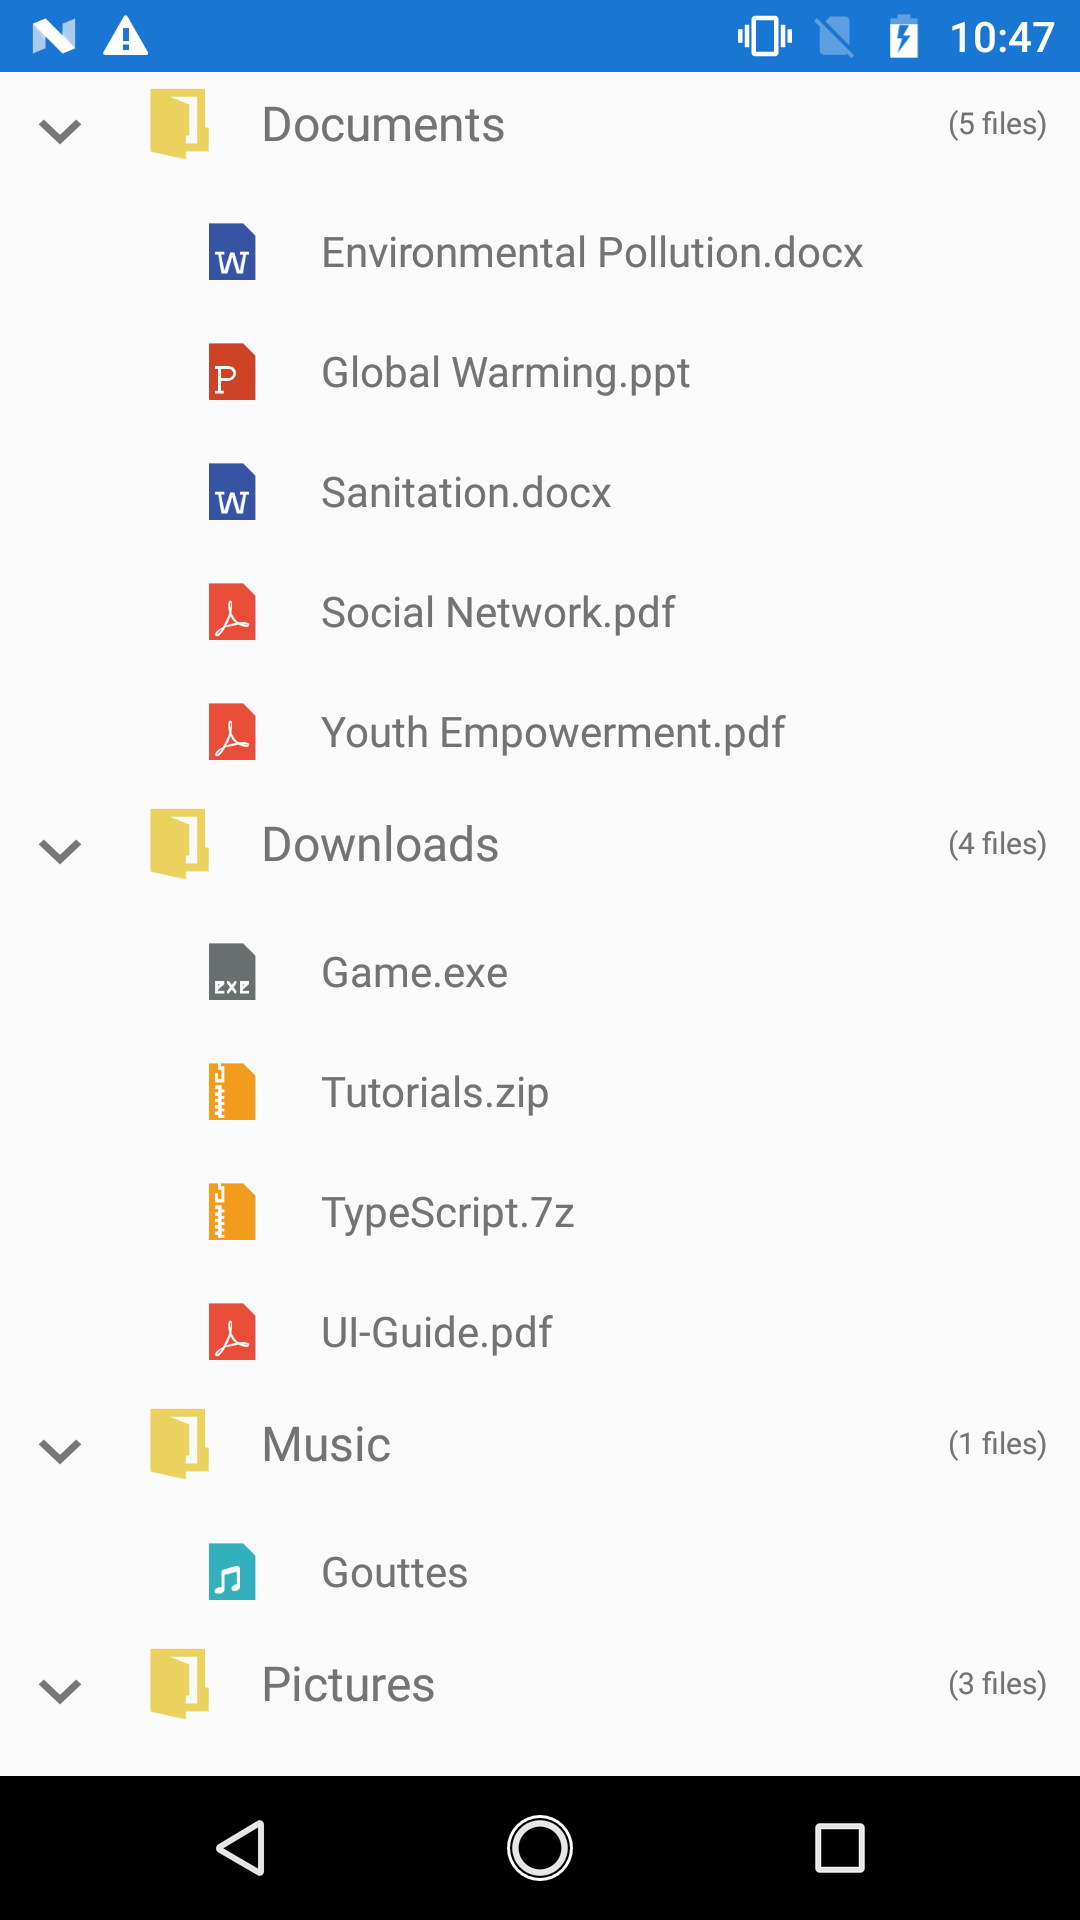 10:47
Documents (5 files)
Environmental Pollution.docx
Global Warming.ppt
Sanitation.docx
Social Network.pdf
Youth Empowerment.pdf
Downloads (4 files)
Game.exe
Tutorials.zip
TypeScript.7z
UI-Guide.pdf
Music (1 files)
Gouttes
Pictures (3 files)